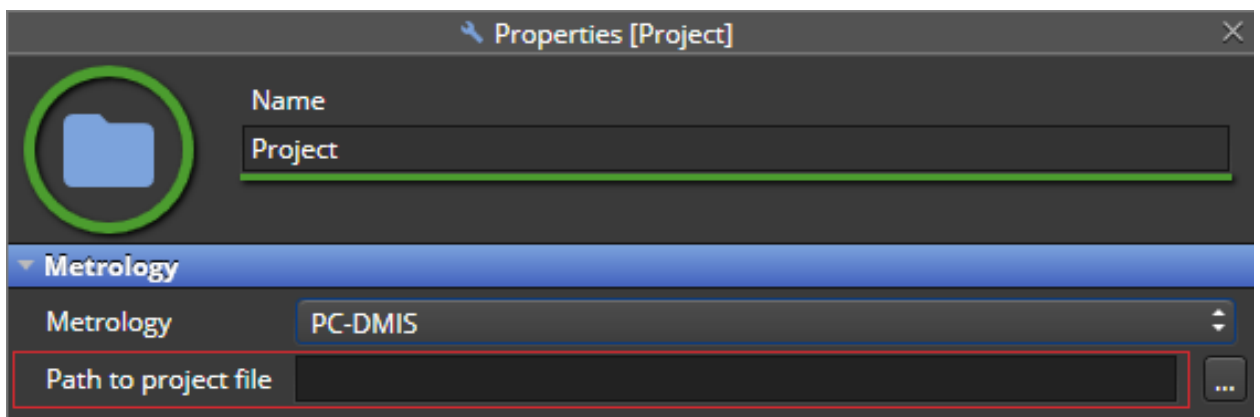 Properties [Project]
Name
Project
Metrology
Metrology PC-DMIS
Path to project file ...